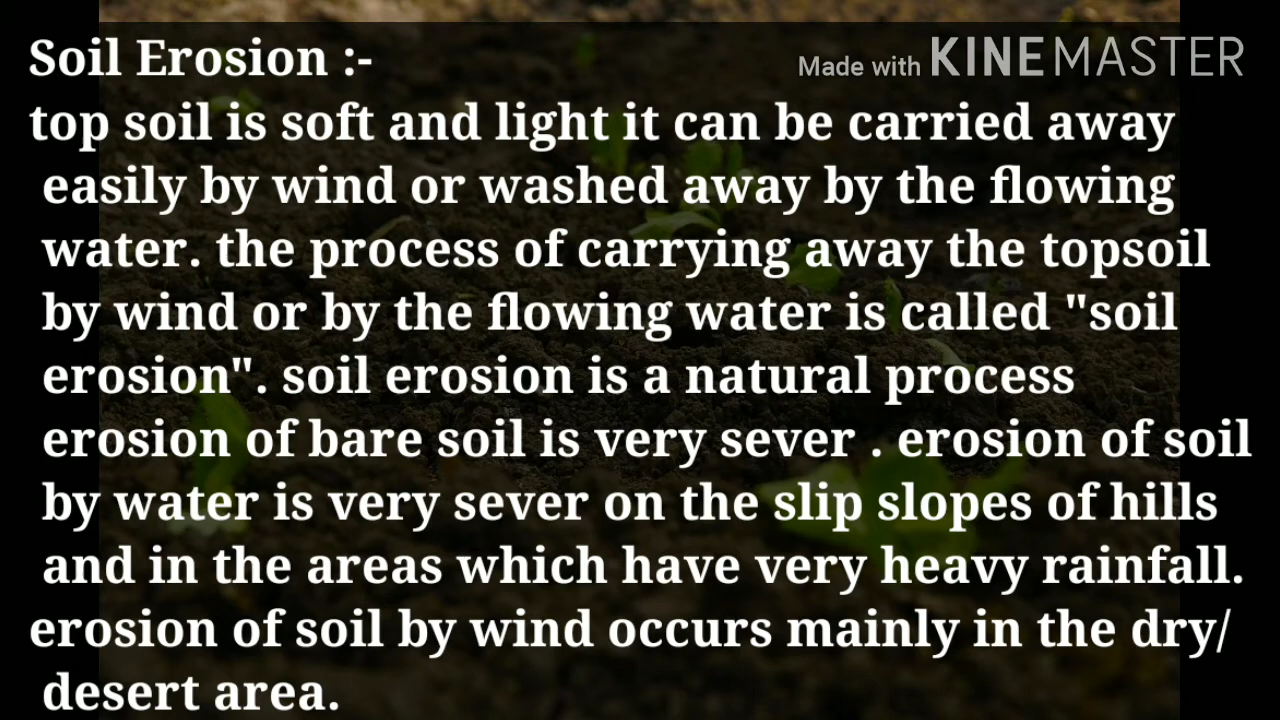 Soil Erosion :-
Made with KINEMASTER
top soil is soft and light it can be carried away
easily by wind or washed away by the flowing
water. the process of carrying away the topsoil
by wind or by the flowing water is called "soil
erosion". soil erosion is a natural process
erosion of bare soil is very sever . erosion of soil
by water is very sever on the slip slopes of hills
and in the areas which have very heavy rainfall.
erosion of soil by wind occurs mainly in the dry/
desert area.